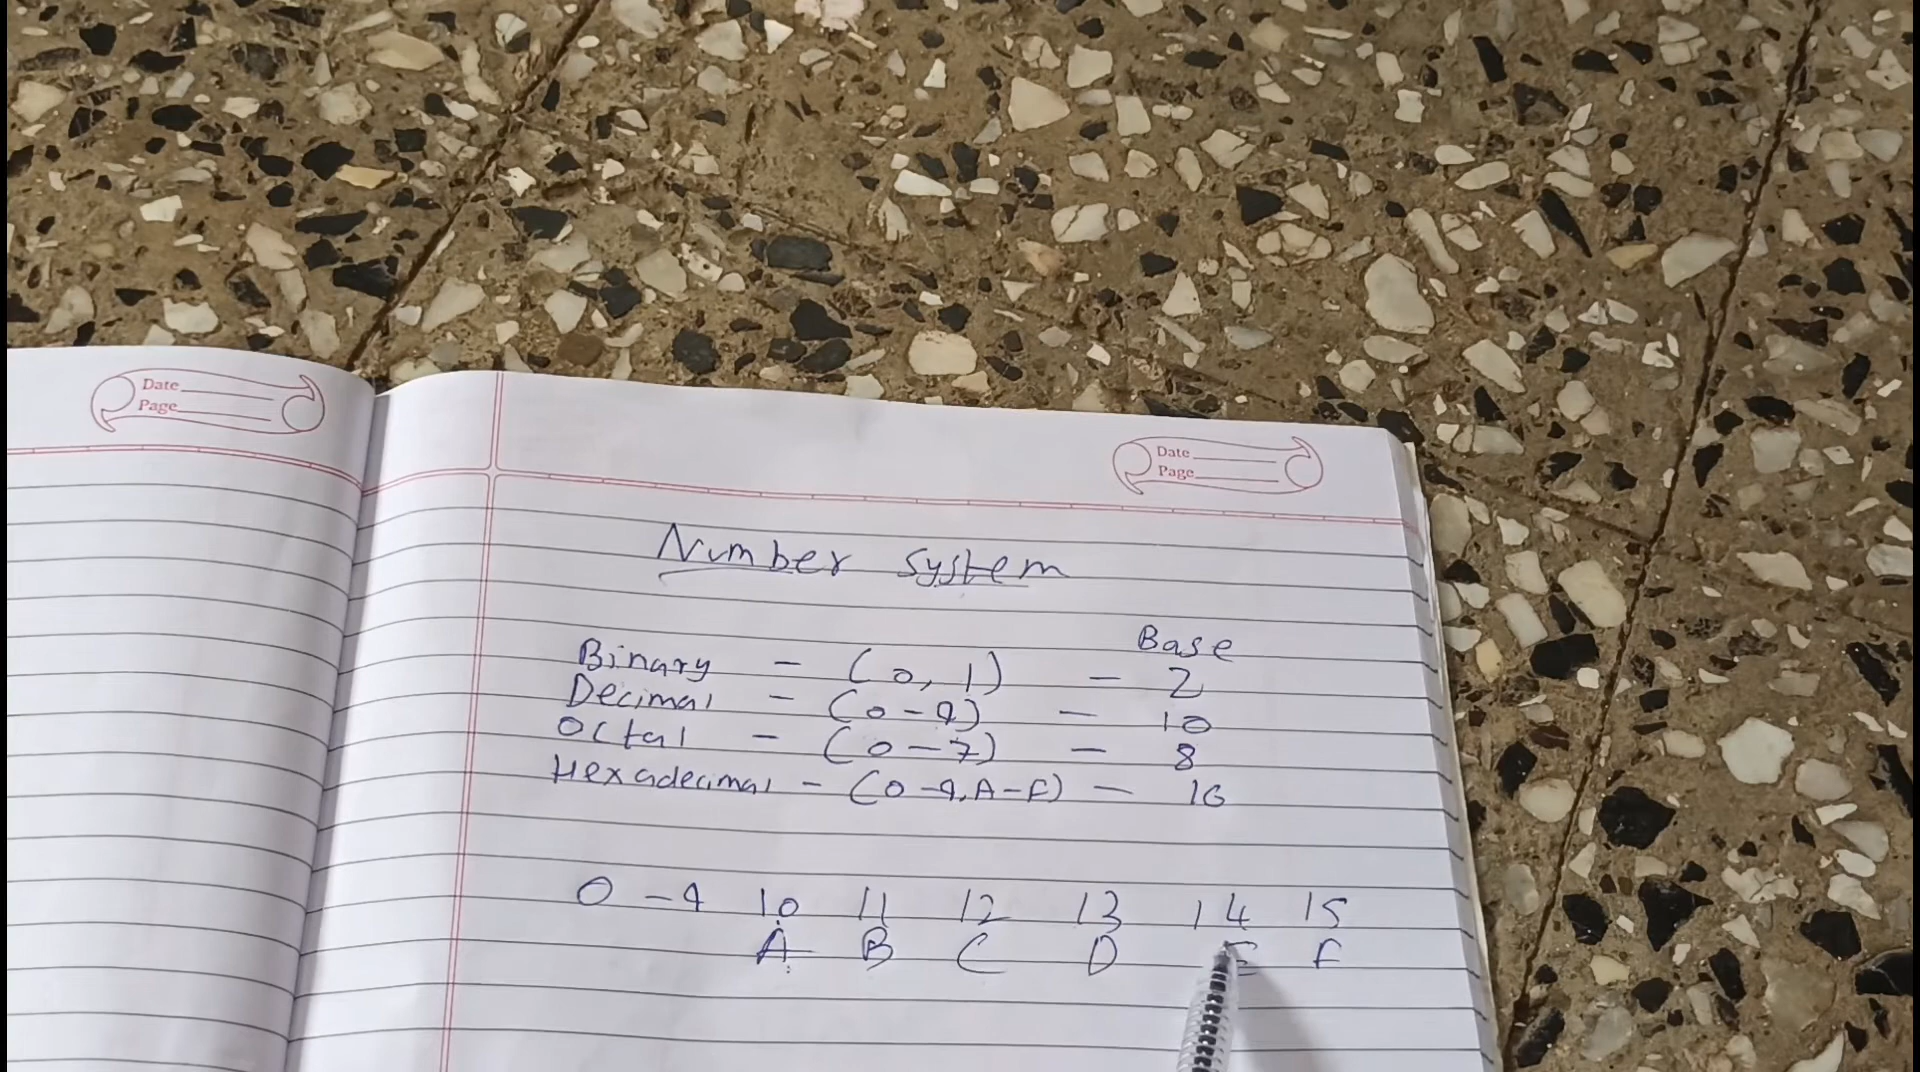 Date
Page
Date
Page
Number System
Base
Binary - (0, 1) - 2
Decimal - (0-9) - 10
Octal - (0-7) - 8
Hexadecimal - (0-9, A-F) - 16
0 - 9 10 11 12 13 14 15
A B C D E F